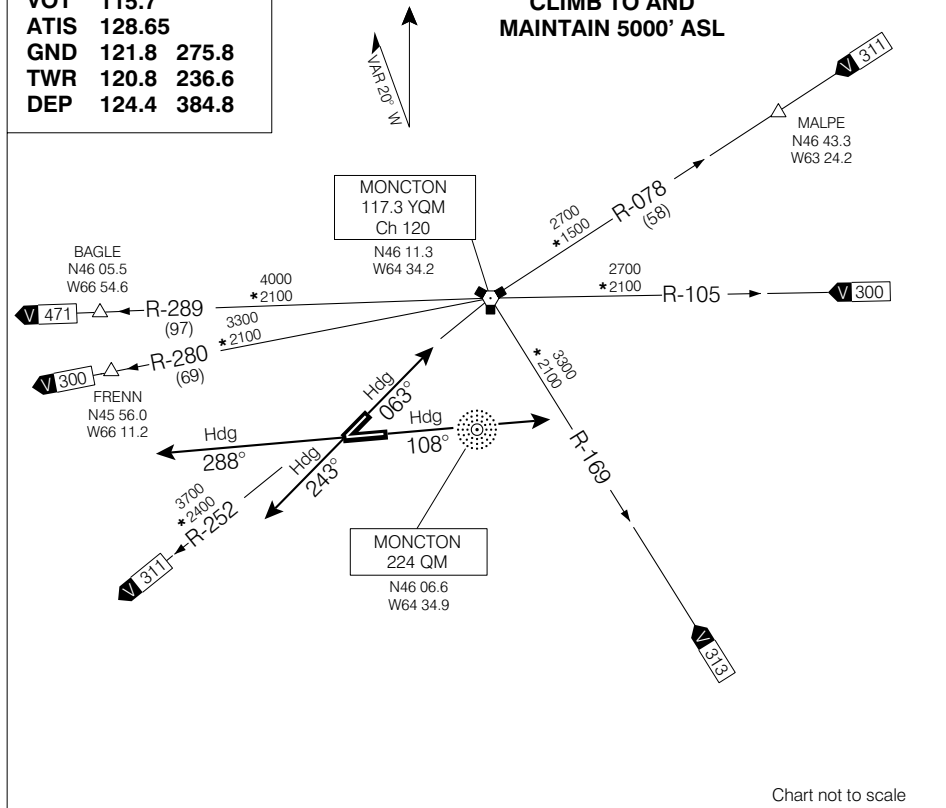 VOT 115.7
ATIS 128.65
GND 121.8 275.8
TWR 120.8 236.6
DEP 124.4 384.8
CLIMB TO AND
MAINTAIN 5000' ASL
VAR 20° W
V 311
MALPE
N46 43.3
W63 24.2
MONCTON
117.3 YQM
Ch 120
N46 11.3
W64 34.2
2700
*1500
R-078
(58)
BAGLE
N46 05.5
W66 54.6
V 471
R-289
(97)
4000
*2100
2700
*2100
R-105
V 300
3300
*2100
R-280
(69)
V 300
FRENN
N45 56.0
W66 11.2
3300
*2100
R-169
V 313
Hdg
063°
Hdg
108°
Hdg
288°
Hdg
243°
3700
*2400
R-252
V 311
MONCTON
224 QM
N46 06.6
W64 34.9
Chart not to scale